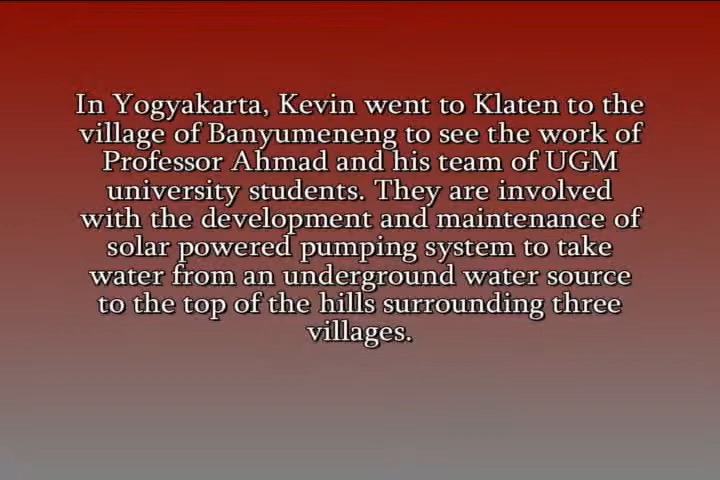 In Yogyakarta, Kevin went to Klaten to the
village of Banyumeneng to see the work of
Professor Ahmad and his team of UGM
university students. They are involved
with the development and maintenance of
solar powered pumping system to take
water from an underground water source
to the top of the hills surrounding three
villages.